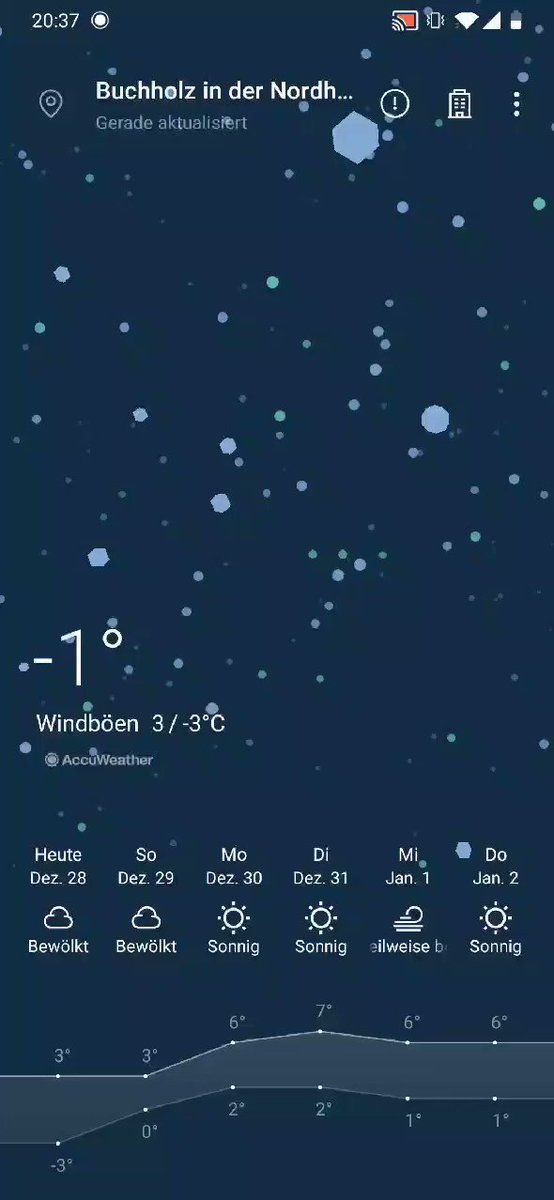 20:37
Buchholz in der Nordh...
Gerade aktualisiert
-1°
Windböen 3 / -3°C
AccuWeather
Heute So Mo Di Mi Do
Dez. 28 Dez. 29 Dez. 30 Dez. 31 Jan. 1 Jan. 2
Bewölkt Bewölkt Sonnig Sonnig eilweise b Sonnig
3° 3° 6° 7° 6° 6°
-3° 0° 2° 2° 1° 1°